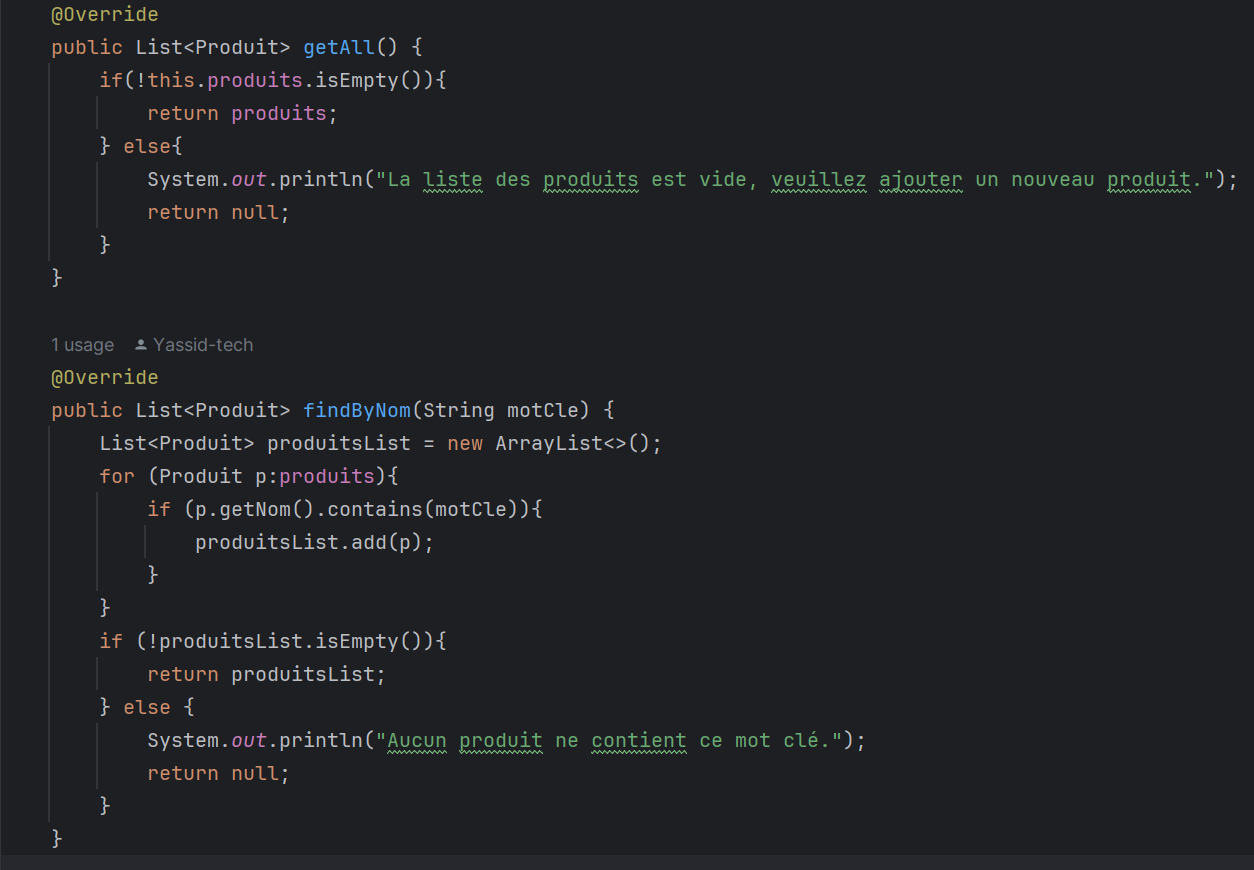 @Override
public List<Produit> getAll() {
    if(!this.produits.isEmpty()){
        return produits;
    } else{
        System.out.println("La liste des produits est vide, veuillez ajouter un nouveau produit.");
        return null;
    }
}
1 usage Yassid-tech
@Override
public List<Produit> findByNom(String motCle) {
    List<Produit> produitsList = new ArrayList<>();
    for (Produit p:produits){
        if (p.getNom().contains(motCle)){
            produitsList.add(p);
        }
    }
    if (!produitsList.isEmpty()){
        return produitsList;
    } else {
        System.out.println("Aucun produit ne contient ce mot clé.");
        return null;
    }
}